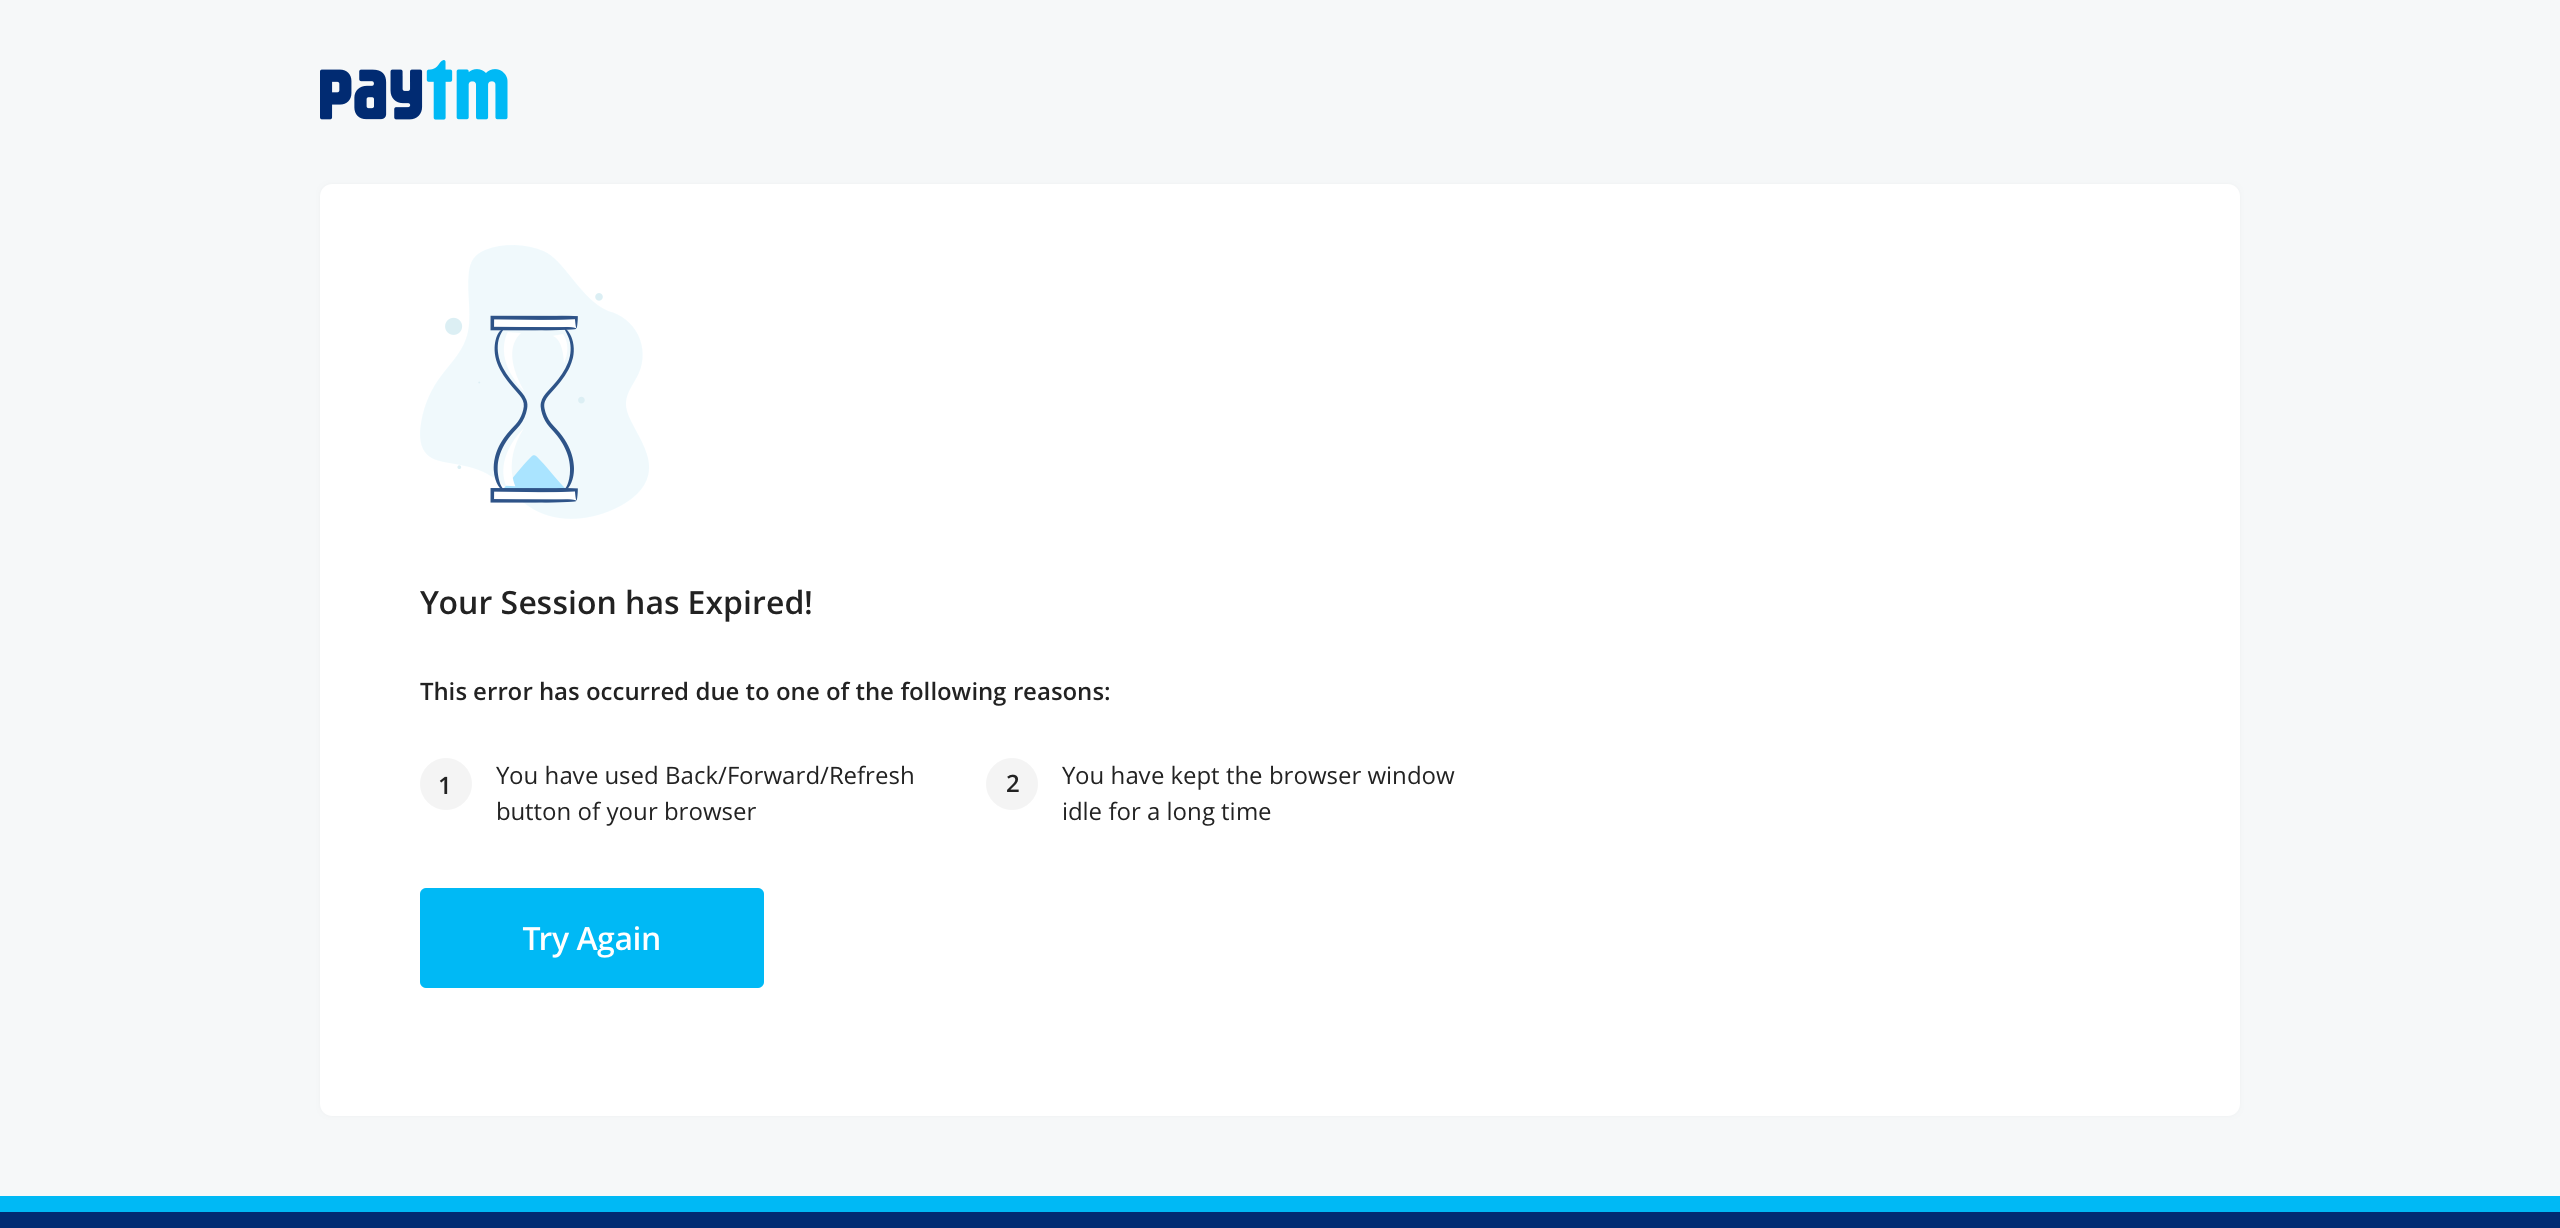 paytm
Your Session has Expired!
This error has occurred due to one of the following reasons:
1
You have used Back/Forward/Refresh
button of your browser
2
You have kept the browser window
idle for a long time
Try Again